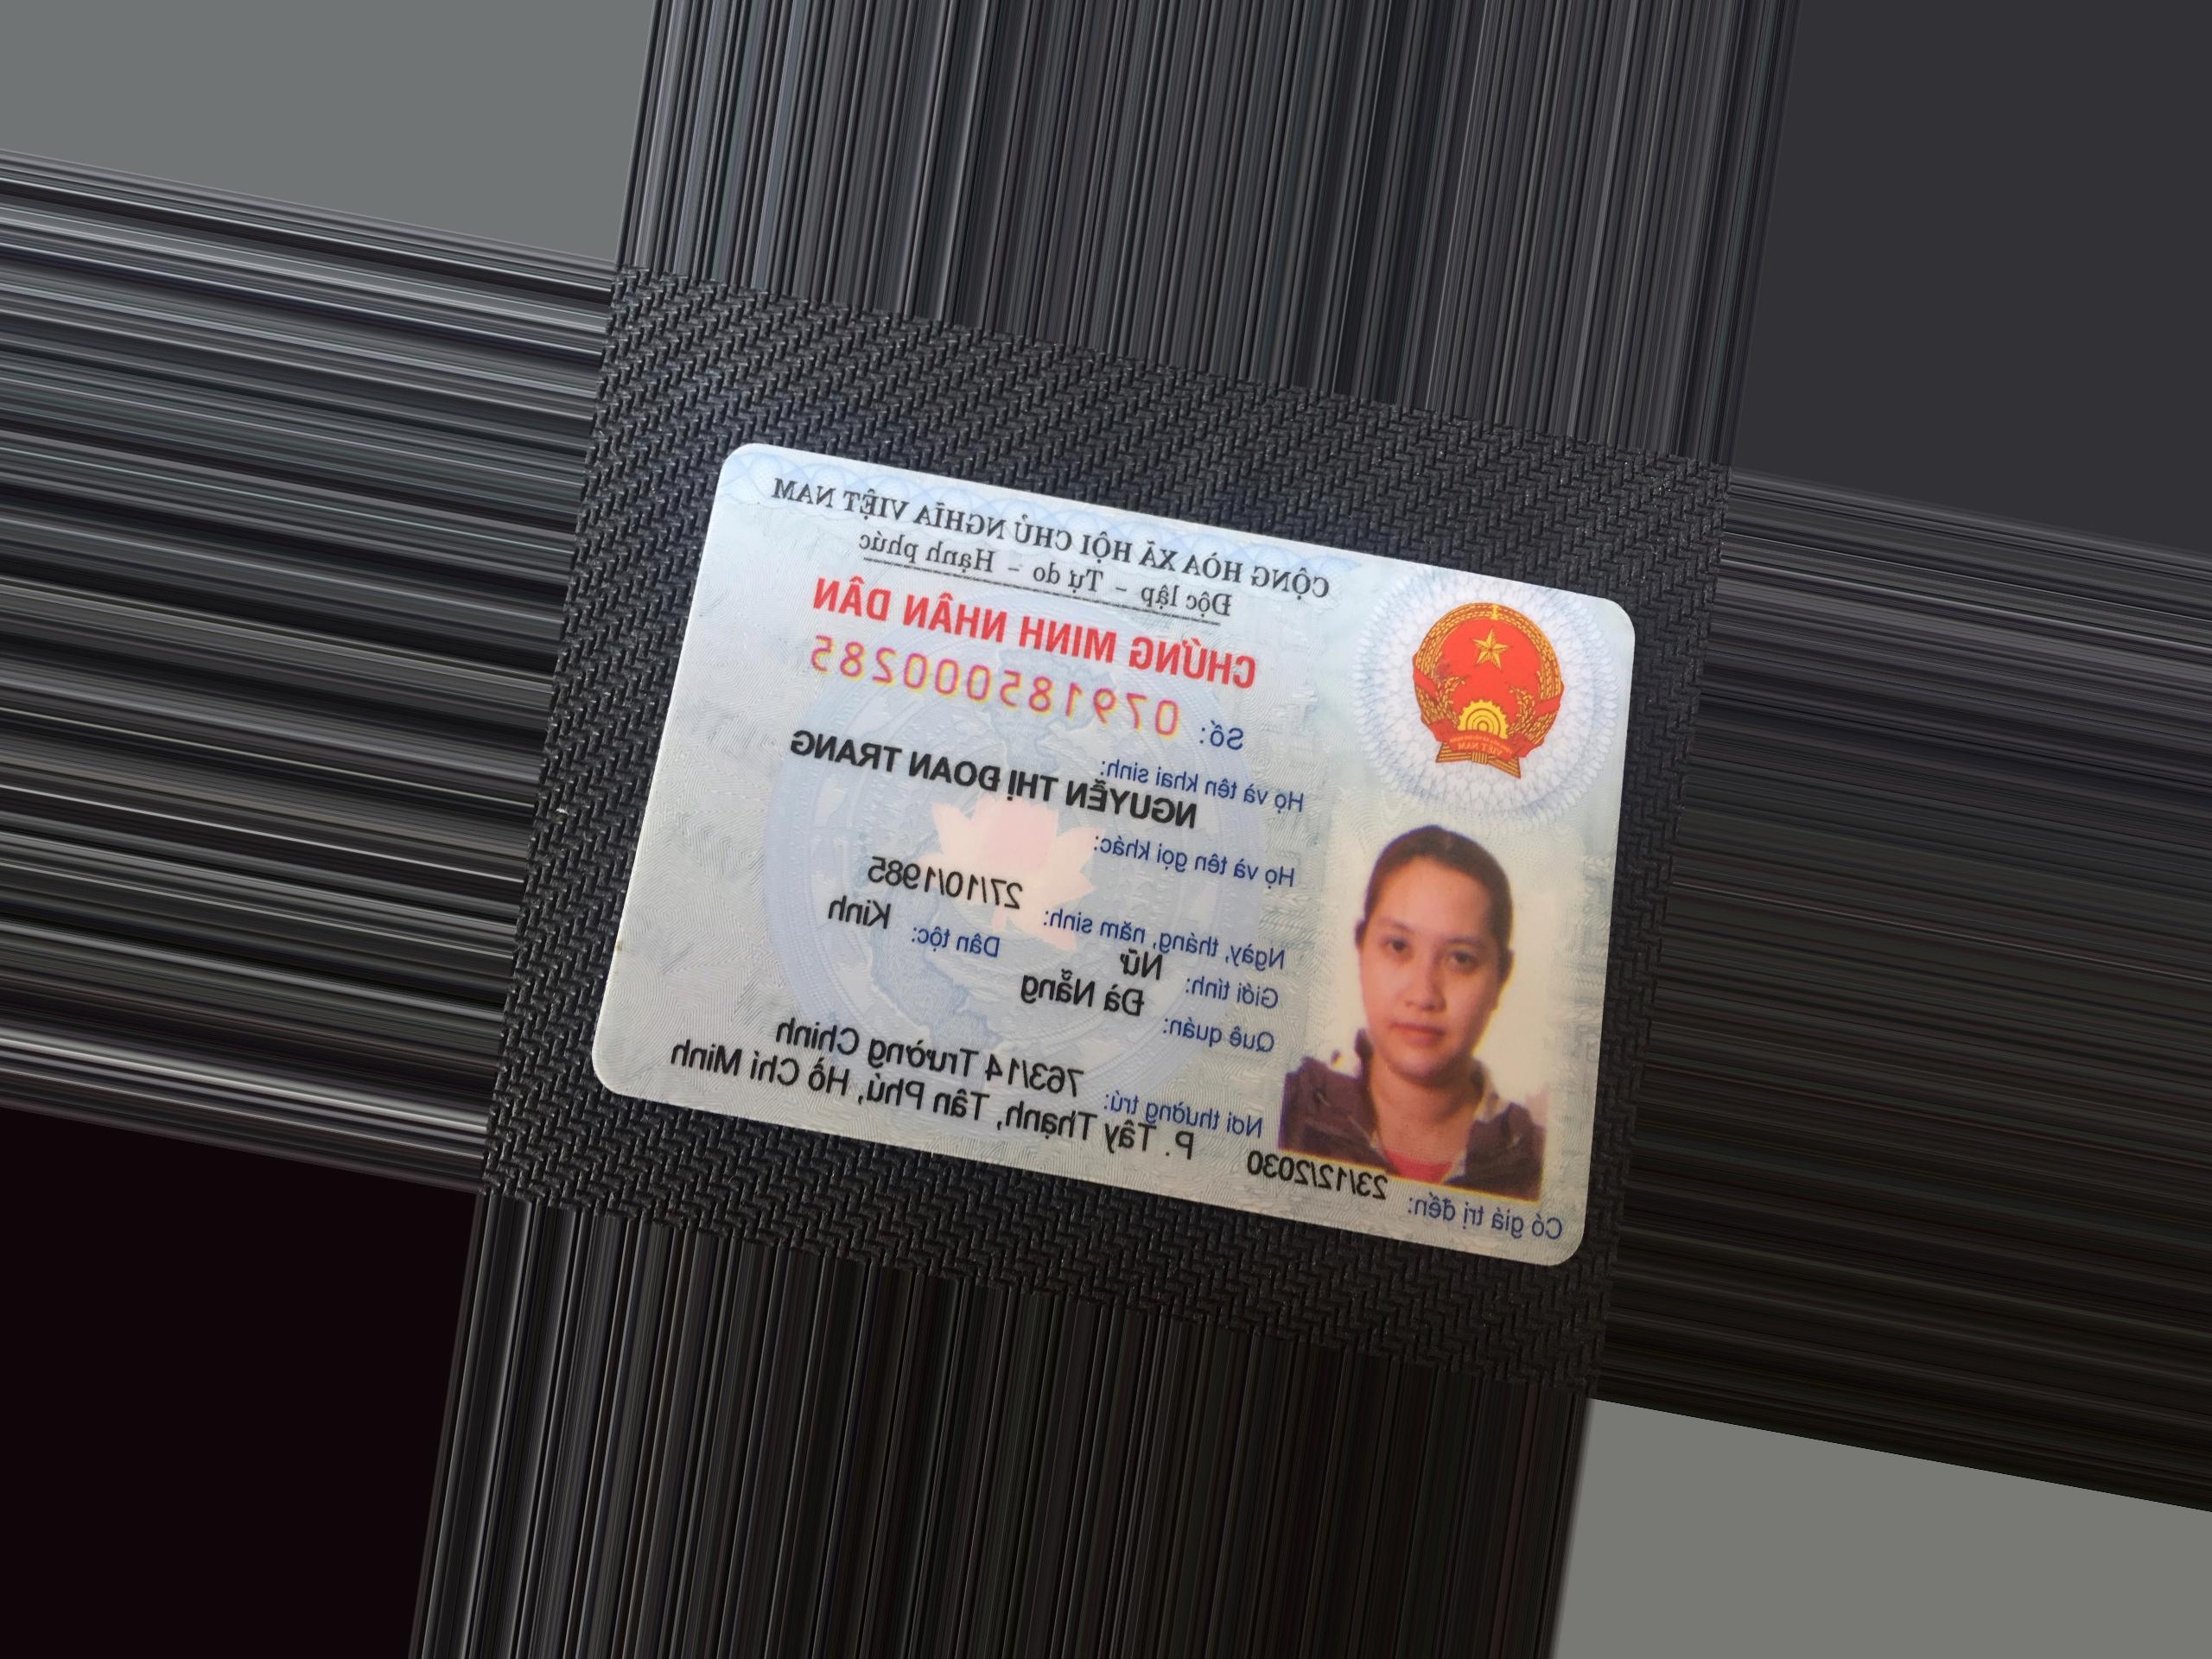 CỘNG HÒA XÃ HỘI CHỦ NGHĨA VIỆT NAM
Độc lập - Tự do - Hạnh phúc
CHỨNG MINH NHÂN DÂN
Số: 079185000285
Họ và tên khai sinh:
NGUYỄN THỊ ĐOAN TRANG
Họ và tên gọi khác:
Ngày, tháng, năm sinh: 27/10/1985
Giới tính: Nữ Dân tộc: Kinh
Quê quán: Đà Nẵng
Nơi thường trú: 763/14 Trường Chinh
P. Tây Thạnh, Tân Phú, Hồ Chí Minh
Có giá trị đến: 23/12/2030
VIỆT NAM